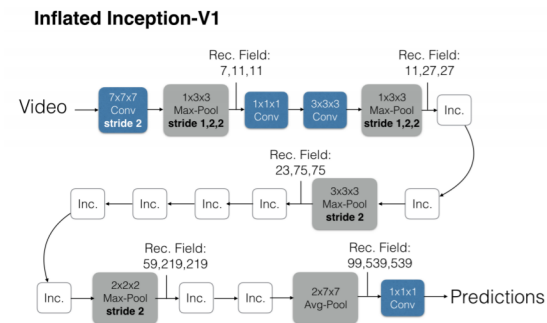 Inflated Inception-V1
Rec. Field:
7,11,11
Rec. Field:
11,27,27
Video
7x7x7
Conv
stride 2
1x3x3
Max-Pool
stride 1,2,2
1x1x1
Conv
3x3x3
Conv
1x3x3
Max-Pool
stride 1,2,2
Inc.
Rec. Field:
23,75,75
Inc.
Inc.
Inc.
Inc.
3x3x3
Max-Pool
stride 2
Inc.
Rec. Field:
59,219,219
Rec. Field:
99,539,539
Inc.
2x2x2
Max-Pool
stride 2
Inc.
Inc.
2x7x7
Avg-Pool
1x1x1
Conv
Predictions